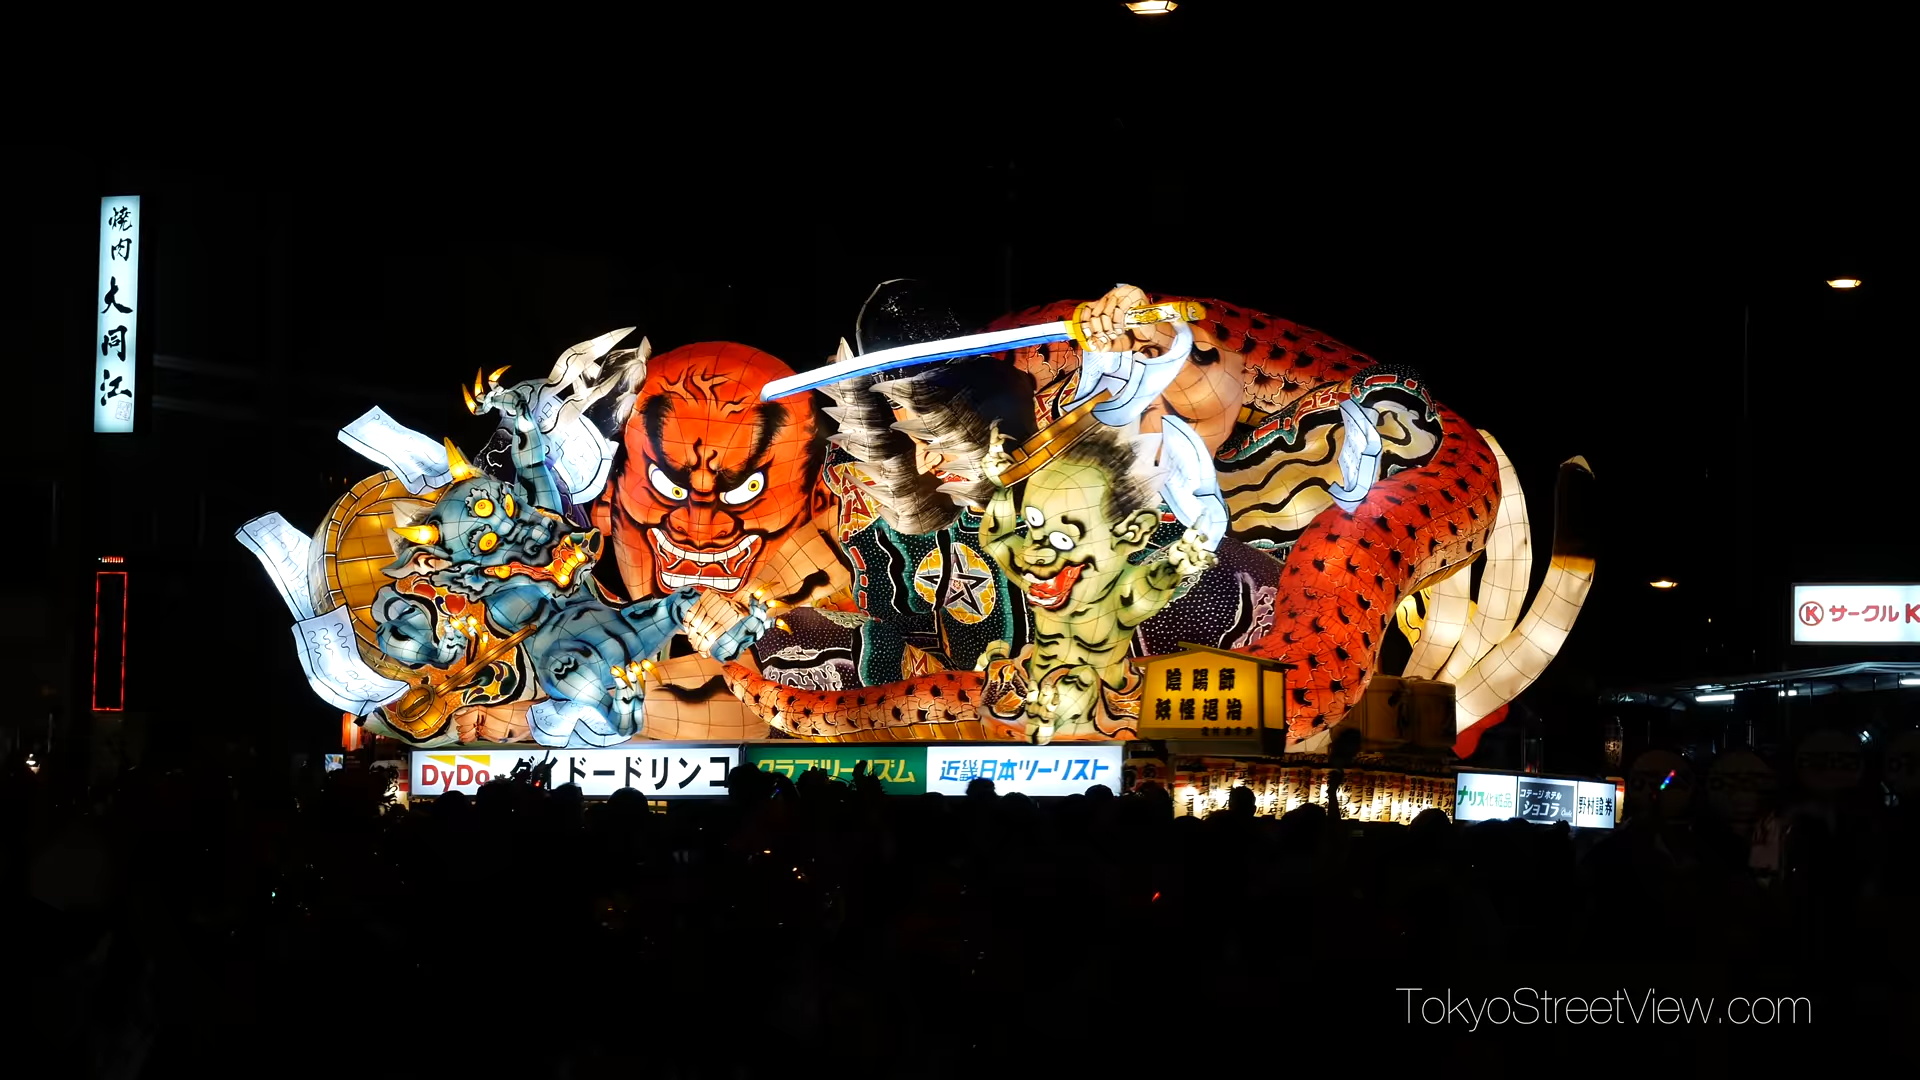 焼肉 大同江
陰陽師
妖怪退治
DyDo ダイドードリンコ
クラブツーリズム
近畿日本ツーリスト
ナリス化粧品
コテージホテル
ショコラ
野村證券
Ⓚ サークルK
TokyoStreetView.com